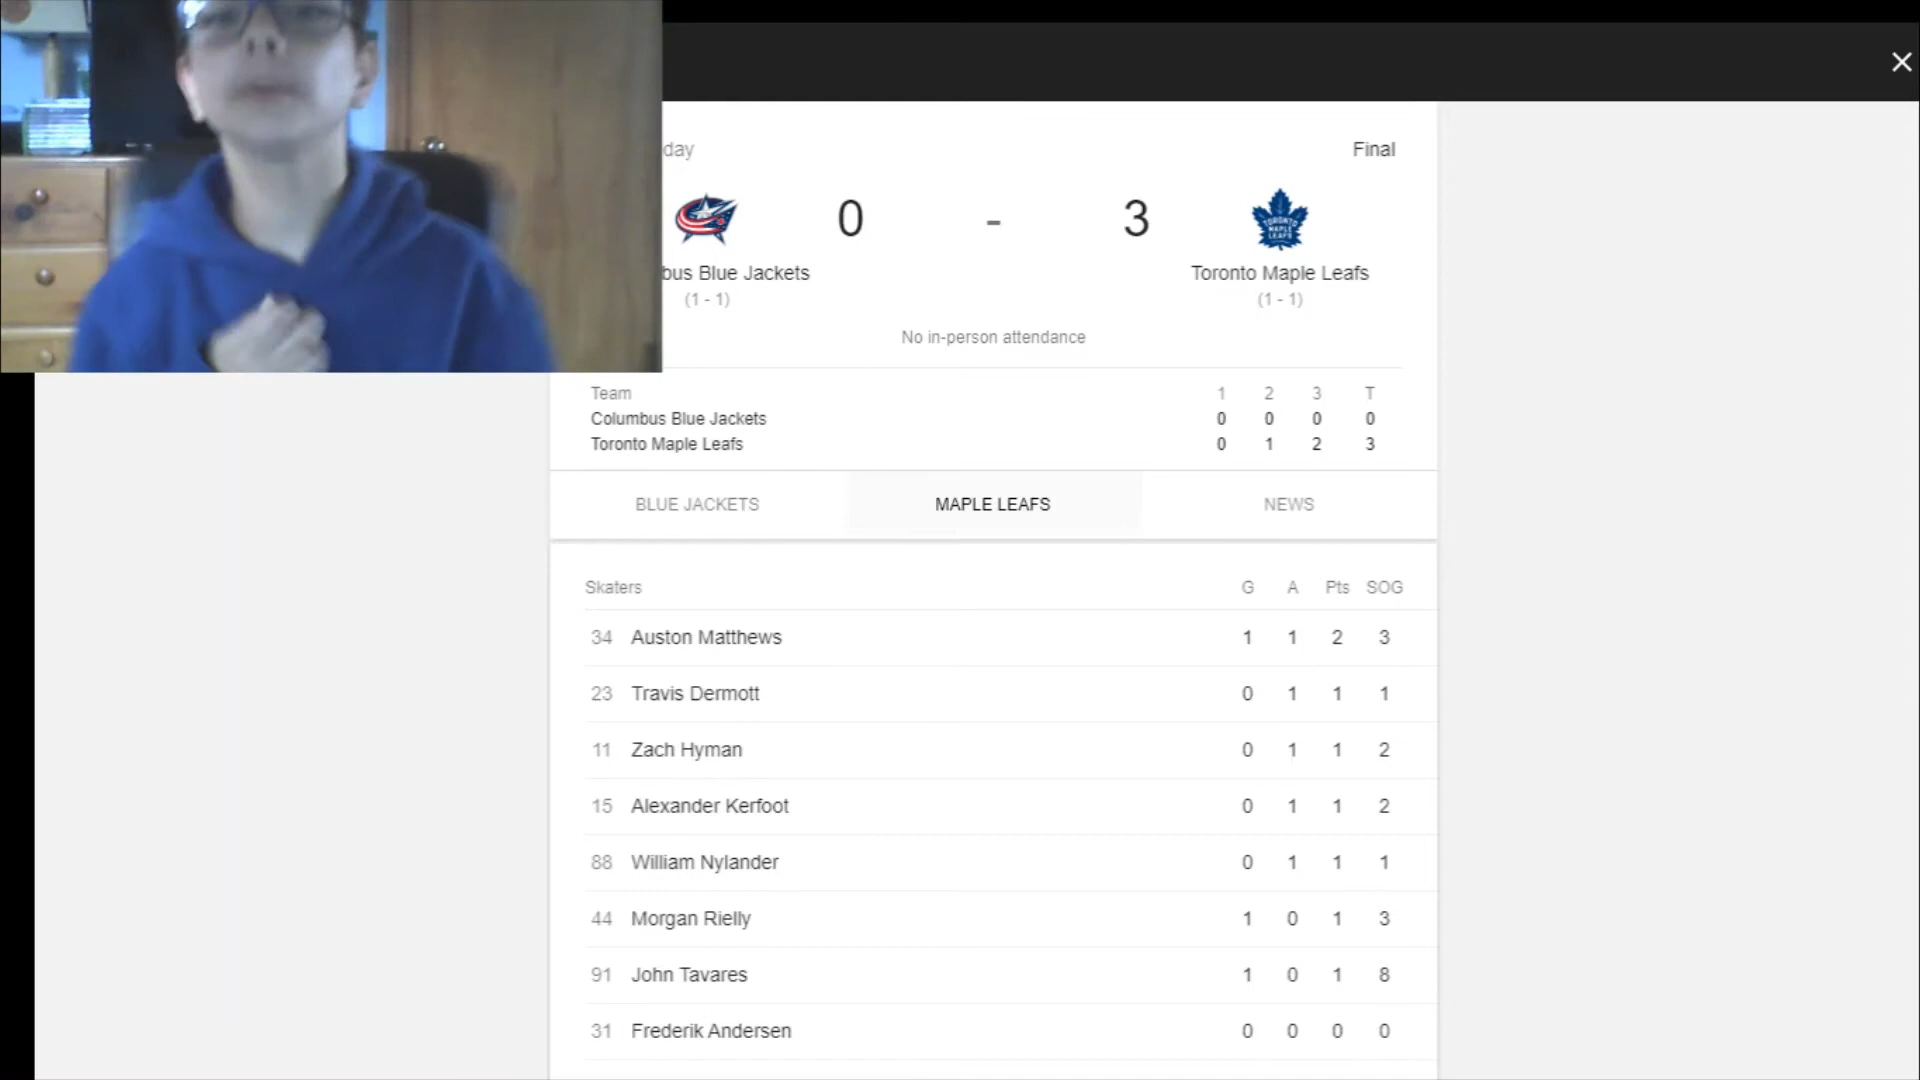 day
Final
0 - 3
TORONTO MAPLE LEAFS
bus Blue Jackets
Toronto Maple Leafs
(1 - 1)
(1 - 1)
No in-person attendance
Team 1 2 3 T
Columbus Blue Jackets 0 0 0 0
Toronto Maple Leafs 0 1 2 3
BLUE JACKETS MAPLE LEAFS NEWS
Skaters G A Pts SOG
34 Auston Matthews 1 1 2 3
23 Travis Dermott 0 1 1 1
11 Zach Hyman 0 1 1 2
15 Alexander Kerfoot 0 1 1 2
88 William Nylander 0 1 1 1
44 Morgan Rielly 1 0 1 3
91 John Tavares 1 0 1 8
31 Frederik Andersen 0 0 0 0